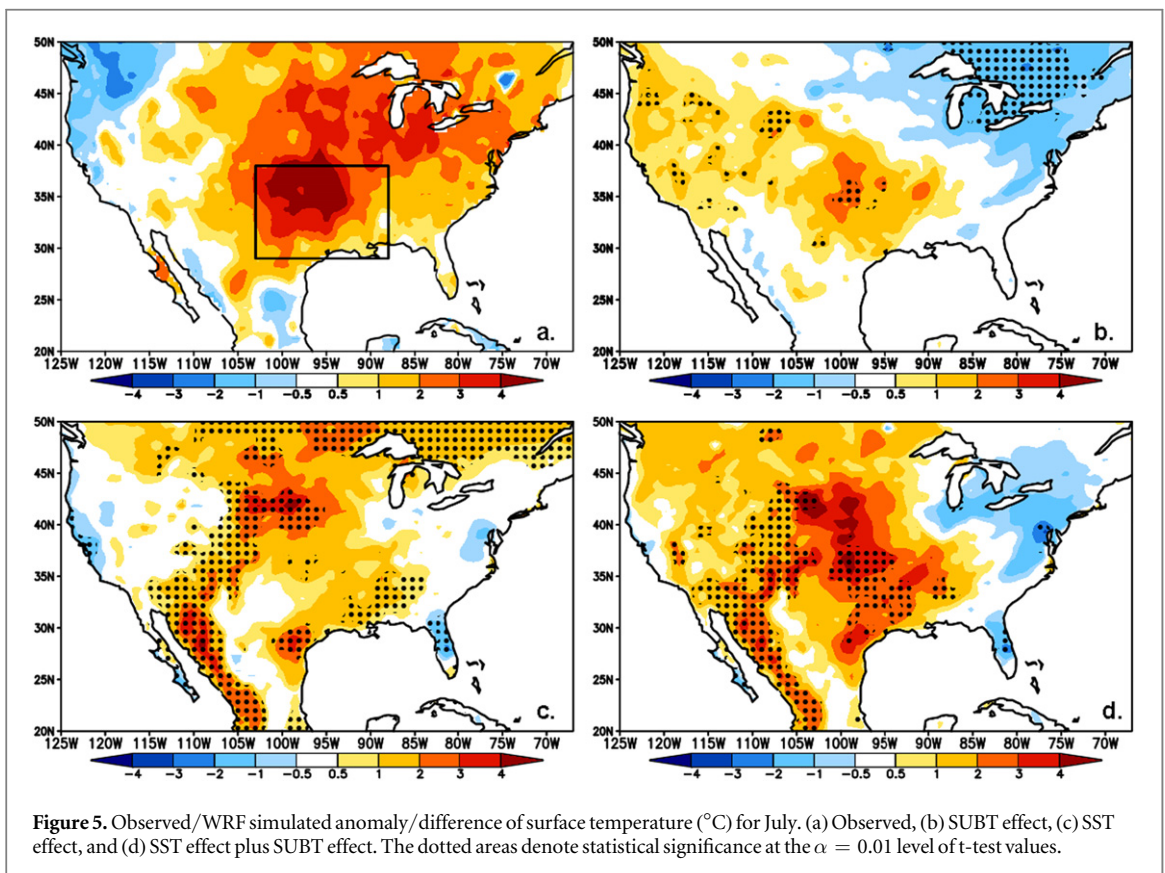 50N
45N
40N
35N
30N
25N
20N
a.
125W 120W 115W 110W 105W 100W 95W 90W 85W 80W 75W 70W
-4 -3 -2 -1 -0.5 0.5 1 2 3 4
50N
45N
40N
35N
30N
25N
20N
b.
125W 120W 115W 110W 105W 100W 95W 90W 85W 80W 75W 70W
-4 -3 -2 -1 -0.5 0.5 1 2 3 4
50N
45N
40N
35N
30N
25N
20N
c.
125W 120W 115W 110W 105W 100W 95W 90W 85W 80W 75W 70W
-4 -3 -2 -1 -0.5 0.5 1 2 3 4
50N
45N
40N
35N
30N
25N
20N
d.
125W 120W 115W 110W 105W 100W 95W 90W 85W 80W 75W 70W
-4 -3 -2 -1 -0.5 0.5 1 2 3 4
Figure 5. Observed/WRF simulated anomaly/difference of surface temperature (°C) for July. (a) Observed, (b) SUBT effect, (c) SST
effect, and (d) SST effect plus SUBT effect. The dotted areas denote statistical significance at the α = 0.01 level of t-test values.